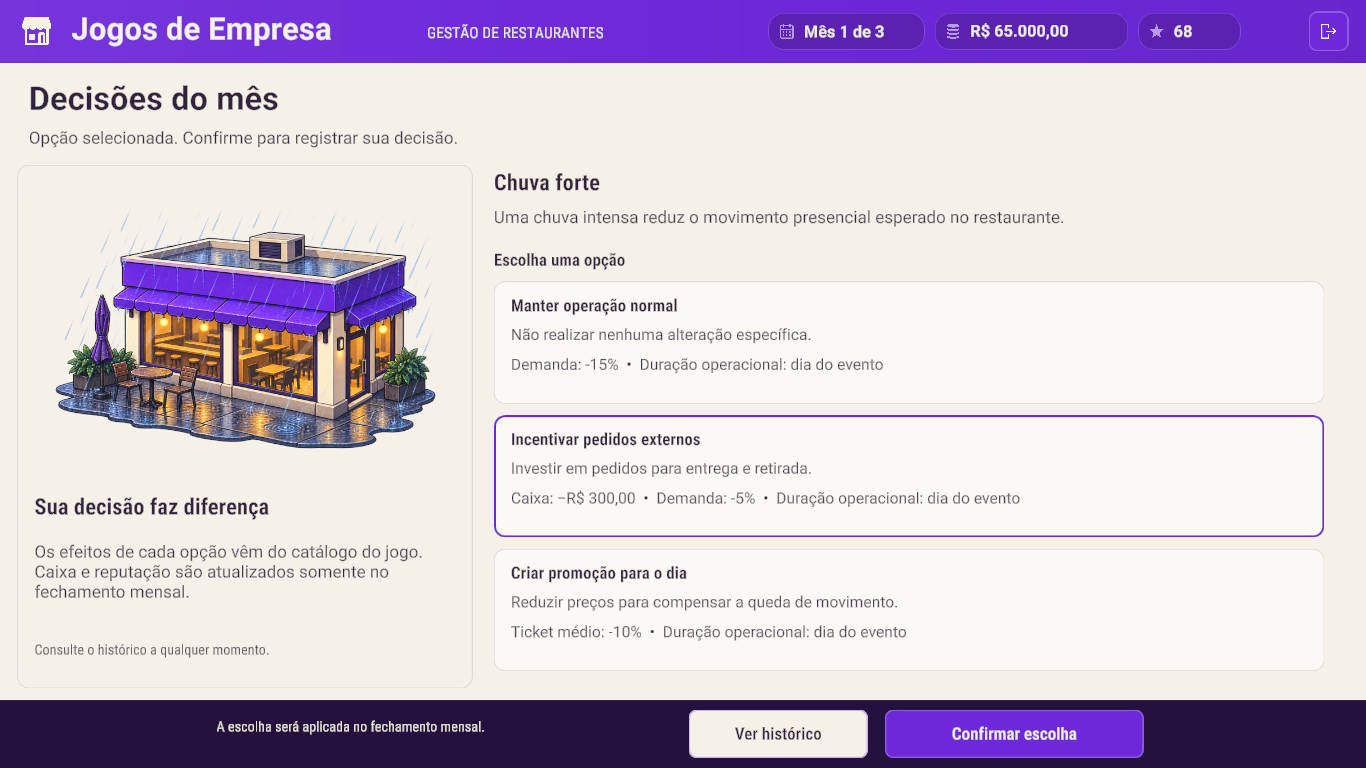 Jogos de Empresa
GESTÃO DE RESTAURANTES
Mês 1 de 3
R$ 65.000,00
68
Decisões do mês
Opção selecionada. Confirme para registrar sua decisão.
Sua decisão faz diferença
Os efeitos de cada opção vêm do catálogo do jogo.
Caixa e reputação são atualizados somente no
fechamento mensal.
Consulte o histórico a qualquer momento.
Chuva forte
Uma chuva intensa reduz o movimento presencial esperado no restaurante.
Escolha uma opção
Manter operação normal
Não realizar nenhuma alteração específica.
Demanda: -15% • Duração operacional: dia do evento
Incentivar pedidos externos
Investir em pedidos para entrega e retirada.
Caixa: −R$ 300,00 • Demanda: -5% • Duração operacional: dia do evento
Criar promoção para o dia
Reduzir preços para compensar a queda de movimento.
Ticket médio: -10% • Duração operacional: dia do evento
A escolha será aplicada no fechamento mensal.
Ver histórico
Confirmar escolha